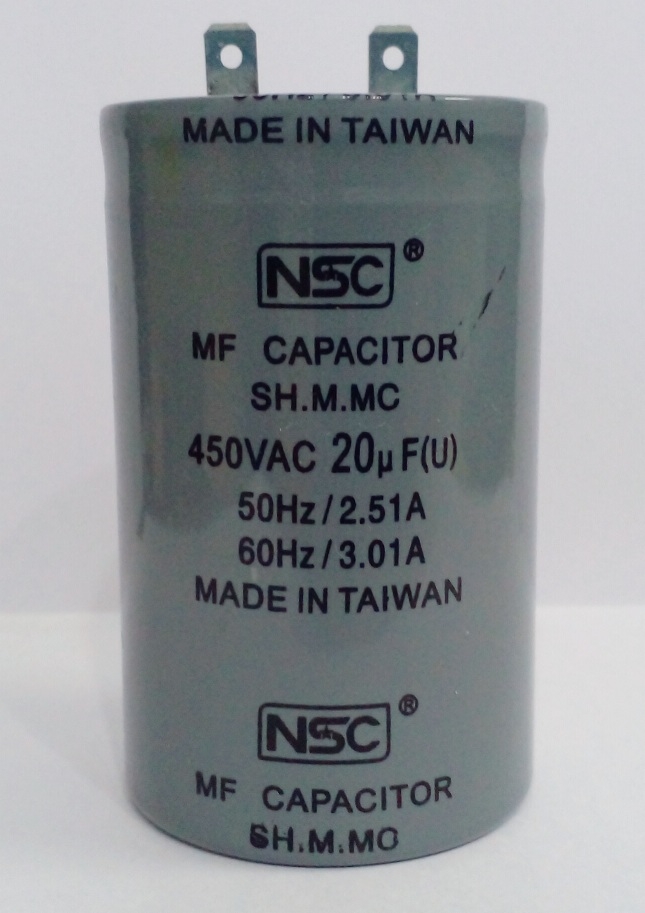 MADE IN TAIWAN
NSC®
MF CAPACITOR
SH.M.MC
450VAC 20µF(U)
50Hz/2.51A
60Hz/3.01A
MADE IN TAIWAN
NSC®
MF CAPACITOR
SH.M.MC